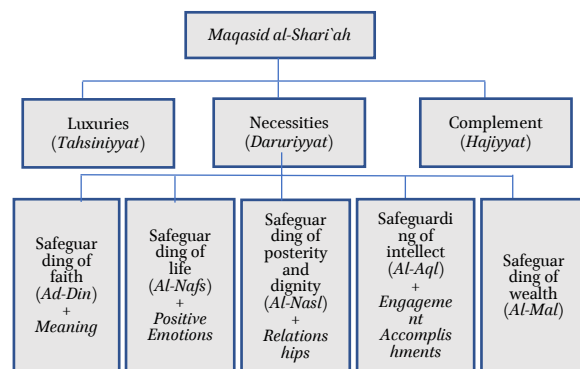 Maqasid al-Shari`ah
Luxuries
(Tahsiniyyat)
Necessities
(Daruriyyat)
Complement
(Hajiyyat)
Safeguar
ding of
faith
(Ad-Din)
+
Meaning
Safeguar
ding of
life
(Al-Nafs)
+
Positive
Emotions
Safeguar
ding of
posterity
and
dignity
(Al-Nasl)
+
Relations
hips
Safeguardi
ng of
intellect
(Al-Aql)
+
Engageme
nt
Accomplis
hments
Safeguar
ding of
wealth
(Al-Mal)